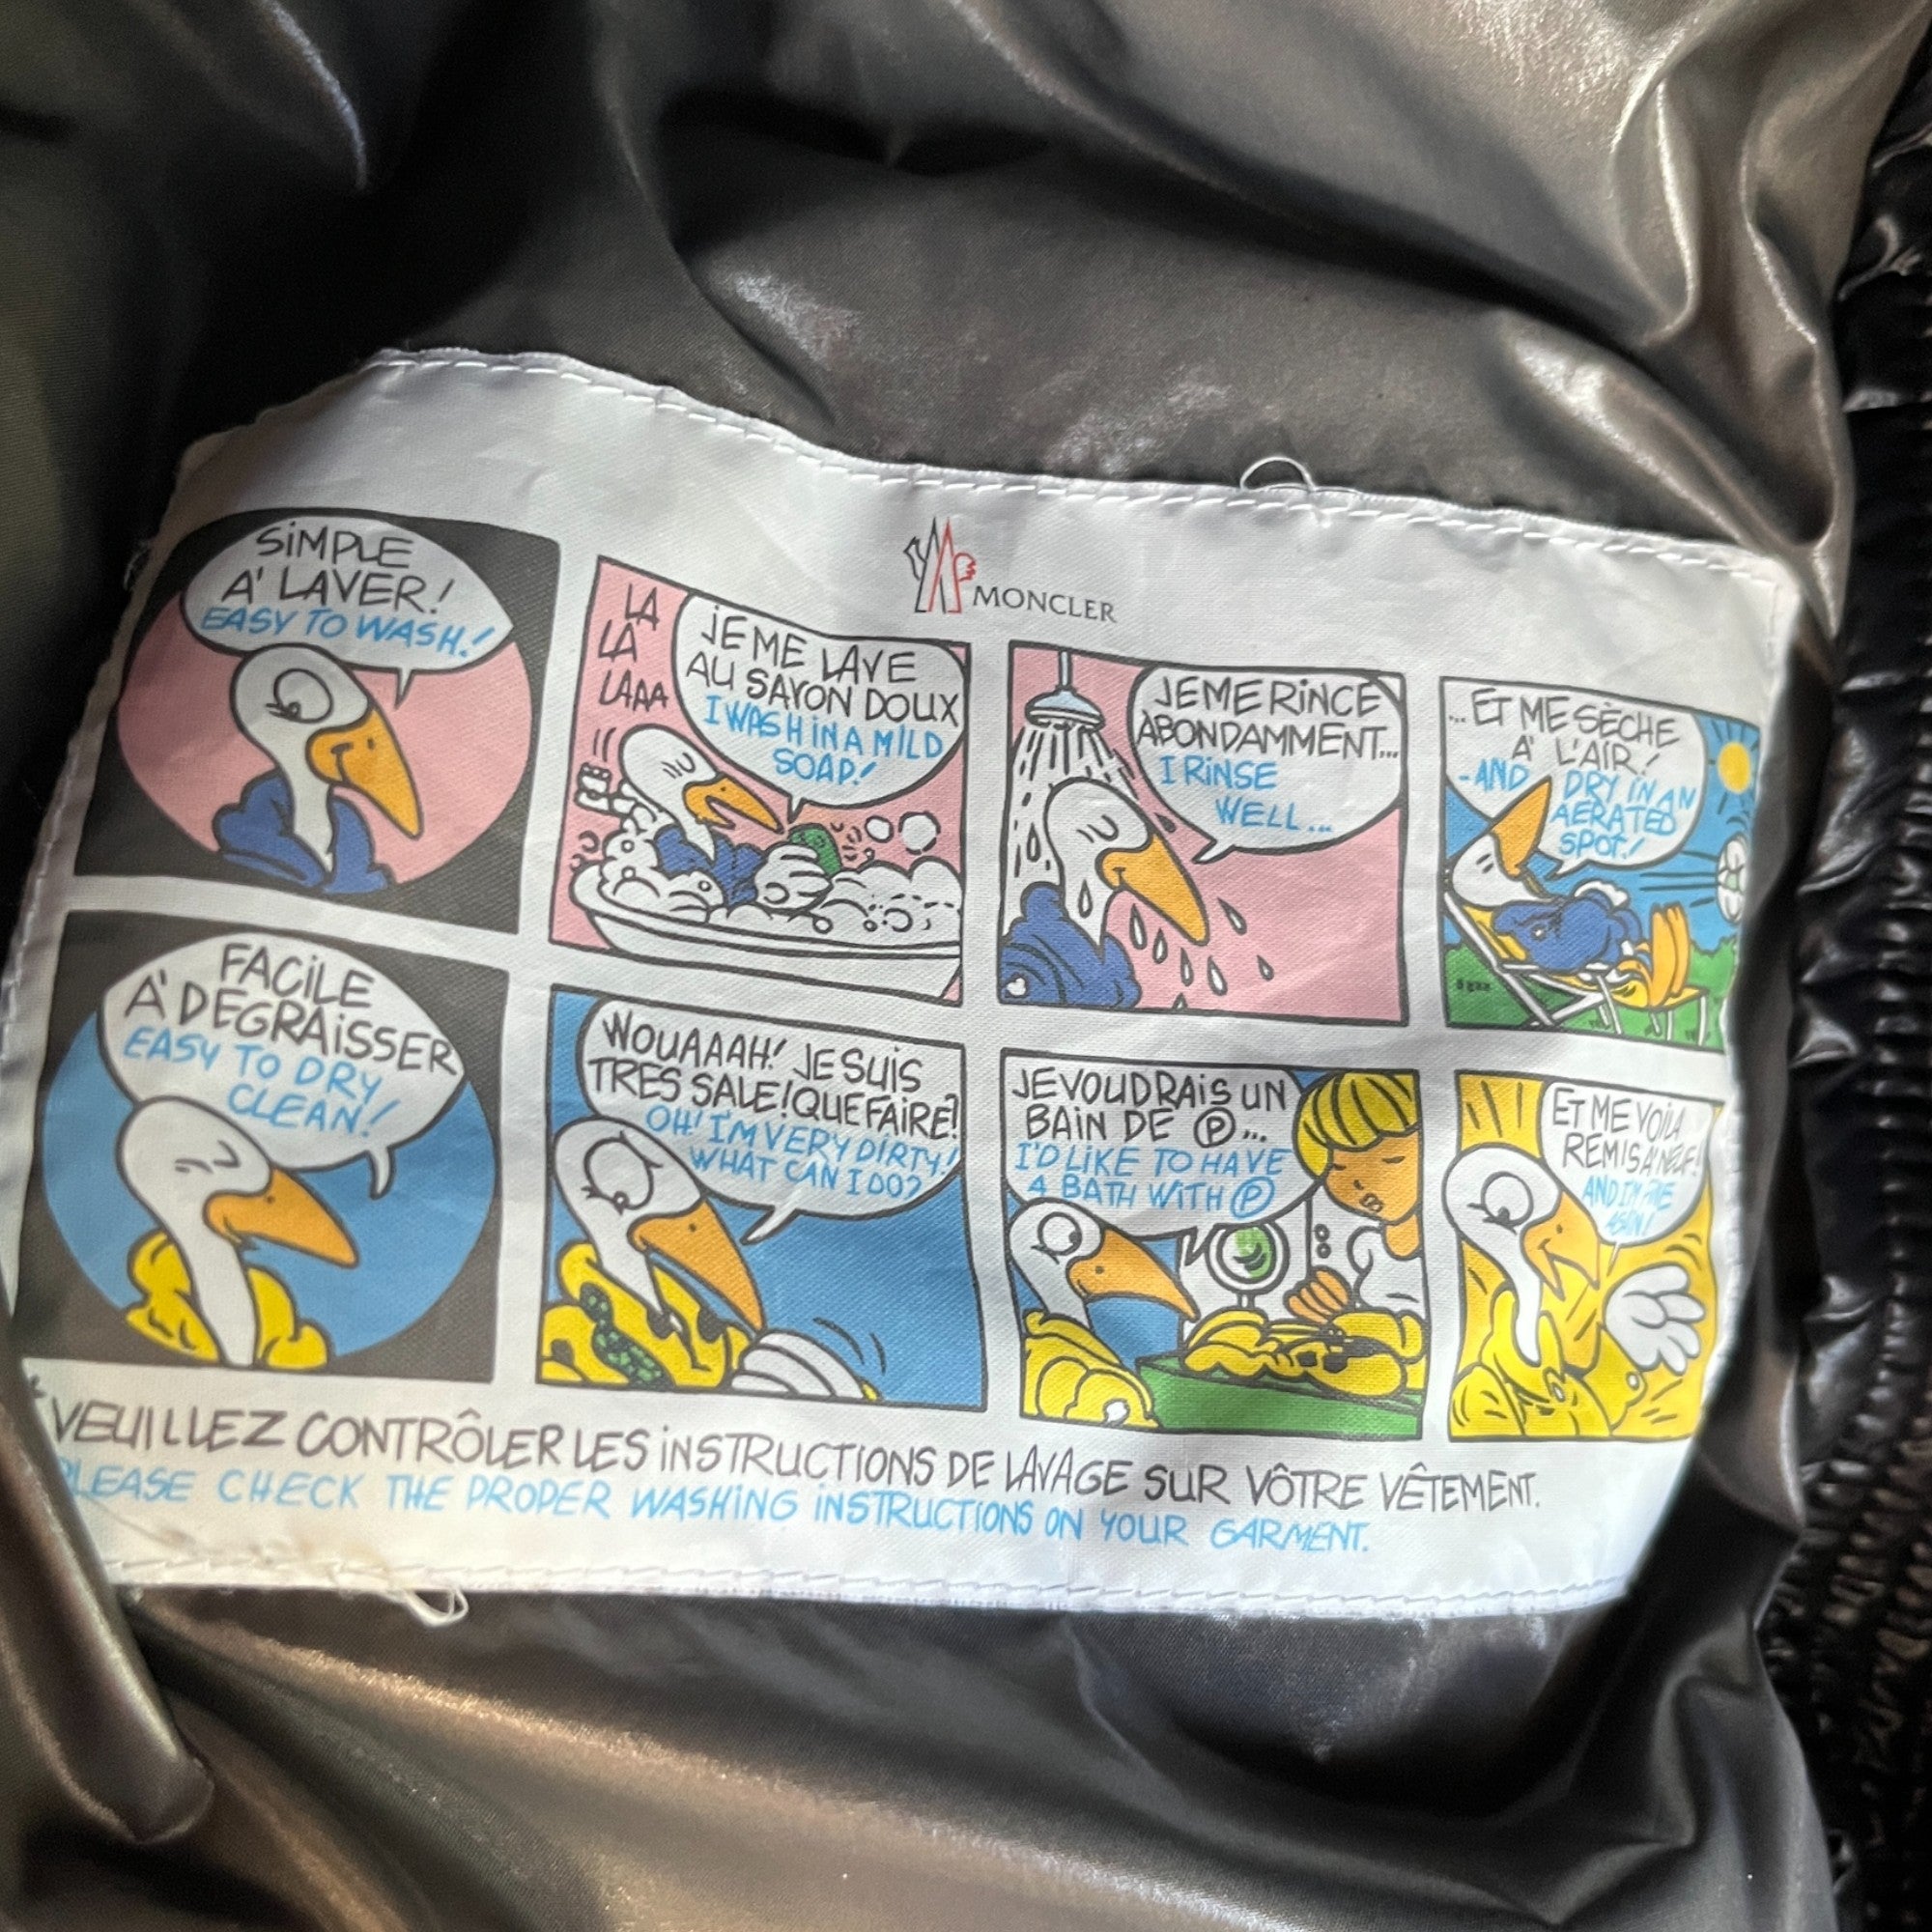 MONCLER
SiMPLE
A' LAVER!
EASY TO WASH!
LA
LA
LAAA
JE ME LAVE
AU SAVON DOUX
I WASH iN A MiLD
SOAP!
JE ME RiNCE
ABONDAMMENT...
I RiNSE
WELL...
... ET ME SÈCHE
A' L'AIR!
-AND DRY iN AN
AERATED
SPOT!
FACiLE
A' DEGRAiSSER
EASY TO DRY
CLEAN!
WOUAAAH! JE SUiS
TRES SALE! QUE FAIRE?
OH! I'M VERY DIRTY!
WHAT CAN I DO?
JE VOUDRAiS UN
BAiN DE Ⓟ...
I'D LiKE TO HAVE
A BATH WiTH Ⓟ
ET ME VOiLA
REMiS A' NEUF!
AND I'M FINE
AGAIN!
* VEUILLEZ CONTRÔLER LES iNSTRUCTIONS DE LAVAGE SUR VÔTRE VÊTEMENT.
PLEASE CHECK THE PROPER WASHiNG iNSTRUCTIONS ON YOUR GARMENT.